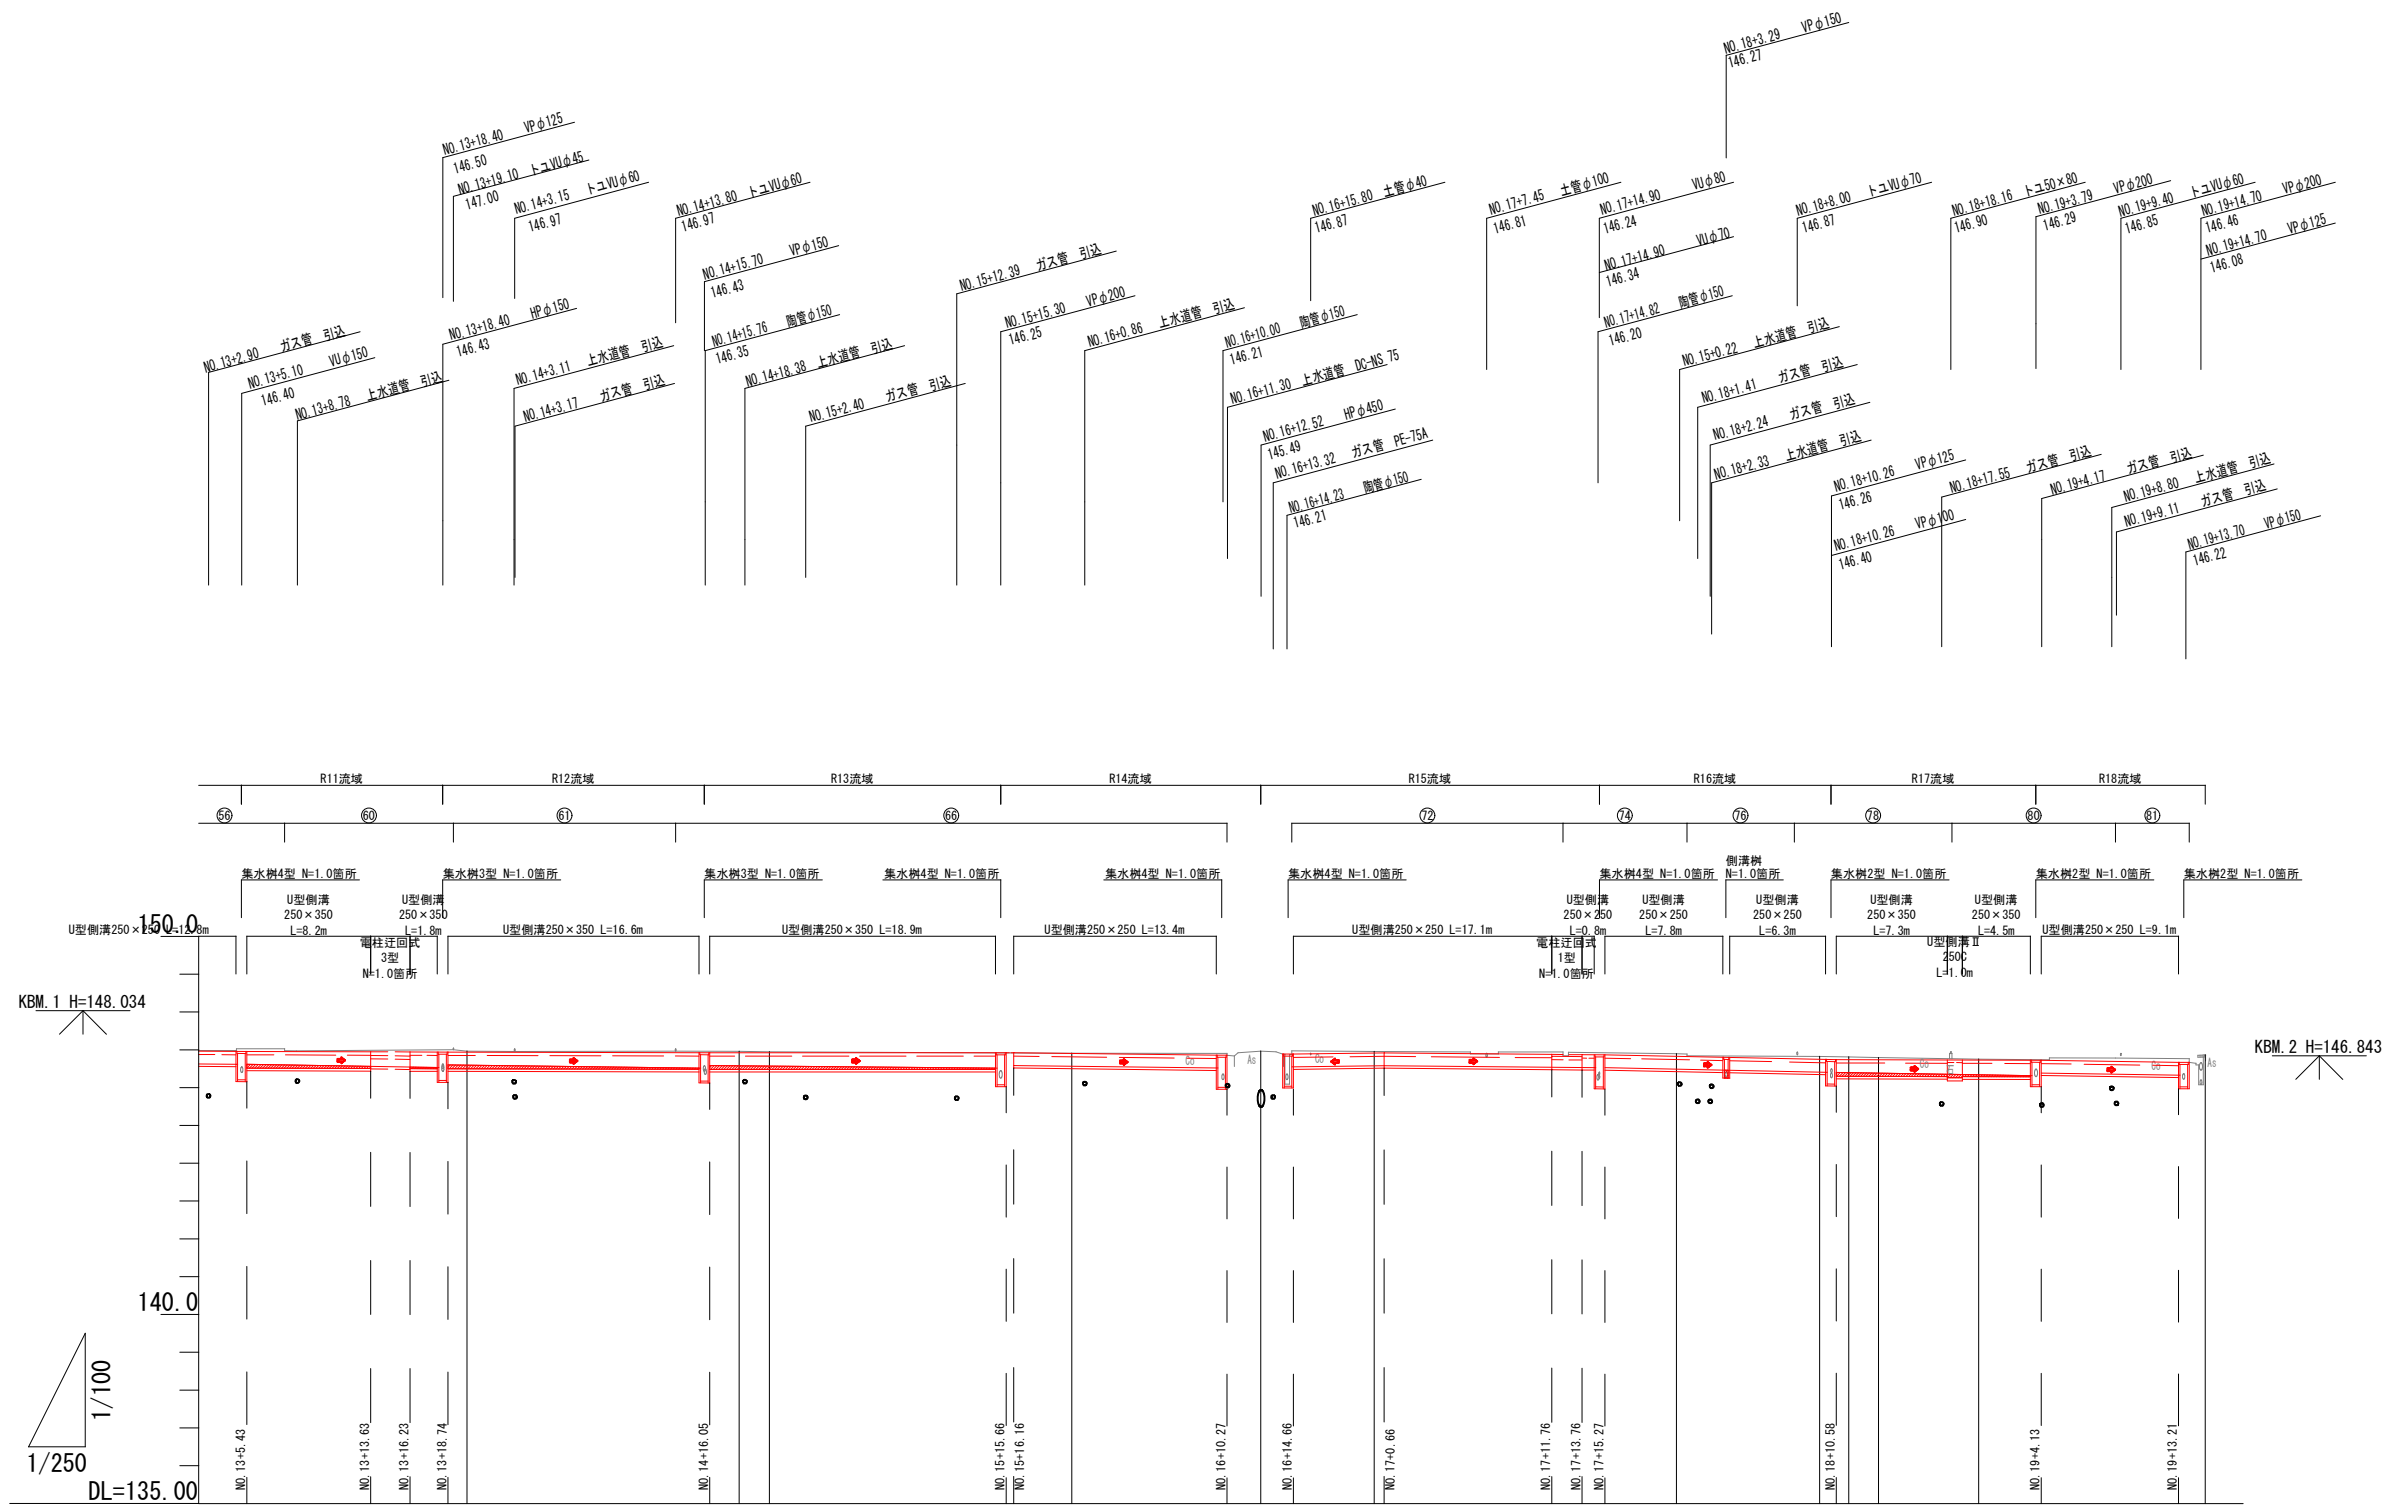 NO.18+3.29 VPφ150
146.27
NO.13+18.40 VPφ125
146.50
NO.13+19.10 トユVUφ45
147.00
NO.14+3.15 トユVUφ60
146.97
NO.14+13.80 トユVUφ60
146.97
NO.16+15.80 土管φ40
146.87
NO.17+7.45 土管φ100
146.81
NO.17+14.90 VUφ80
146.24
NO.18+8.00 トユVUφ70
146.87
NO.18+18.16 トユ50×80
146.90
NO.19+3.79 VPφ200
146.29
NO.19+9.40 トユVUφ60
146.85
NO.19+14.70 VPφ200
146.46
NO.14+15.70 VPφ150
146.43
NO.15+12.39 ガス管 引込
NO.17+14.90 VUφ70
146.34
NO.19+14.70 VPφ125
146.08
NO.13+2.90 ガス管 引込
NO.13+5.10 VUφ150
146.40
NO.13+8.78 上水道管 引込
NO.13+18.40 HPφ150
146.43
NO.14+3.11 上水道管 引込
NO.14+3.17 ガス管 引込
NO.14+15.76 陶管φ150
146.35
NO.14+18.38 上水道管 引込
NO.15+2.40 ガス管 引込
NO.15+15.30 VPφ200
146.25
NO.16+0.86 上水道管 引込
NO.16+10.00 陶管φ150
146.21
NO.16+11.30 上水道管 DC-NS 75
NO.16+12.52 HPφ450
145.49
NO.16+13.32 ガス管 PE-75A
NO.16+14.23 陶管φ150
146.21
NO.17+14.82 陶管φ150
146.20
NO.15+0.22 上水道管 引込
NO.18+1.41 ガス管 引込
NO.18+2.24 ガス管 引込
NO.18+2.33 上水道管 引込
NO.18+10.26 VPφ125
146.26
NO.18+10.26 VPφ100
146.40
NO.18+17.55 ガス管 引込
NO.19+4.17 ガス管 引込
NO.19+8.80 上水道管 引込
NO.19+9.11 ガス管 引込
NO.19+13.70 VPφ150
146.22
R11流域 R12流域 R13流域 R14流域 R15流域 R16流域 R17流域 R18流域
56 60 61 66 72 74 76 78 80 81
集水桝4型 N=1.0箇所 集水桝3型 N=1.0箇所 集水桝3型 N=1.0箇所 集水桝4型 N=1.0箇所 集水桝4型 N=1.0箇所 集水桝4型 N=1.0箇所 集水桝4型 N=1.0箇所
側溝桝
N=1.0箇所
集水桝2型 N=1.0箇所 集水桝2型 N=1.0箇所 集水桝2型 N=1.0箇所
150.0
U型側溝250×250 L=12.8m
U型側溝
250×350
L=8.2m
電柱迂回式
3型
N=1.0箇所
U型側溝
250×350
L=1.8m
U型側溝250×350 L=16.6m
U型側溝250×350 L=18.9m
U型側溝250×250 L=13.4m
U型側溝250×250 L=17.1m
電柱迂回式
1型
N=1.0箇所
U型側溝
250×250
L=0.8m
U型側溝
250×250
L=7.8m
U型側溝
250×250
L=6.3m
U型側溝
250×350
L=7.3m
U型側溝Ⅱ
250C
L=1.0m
U型側溝
250×350
L=4.5m
U型側溝250×250 L=9.1m
KBM.1 H=148.034
KBM.2 H=146.843
Co As Co Co Co As
140.0
1/100
1/250
DL=135.00
NO.13+5.43
NO.13+13.63
NO.13+16.23
NO.13+18.74
NO.14+16.05
NO.15+15.66
NO.15+16.16
NO.16+10.27
NO.16+14.66
NO.17+0.66
NO.17+11.76
NO.17+13.76
NO.17+15.27
NO.18+10.58
NO.19+4.13
NO.19+13.21